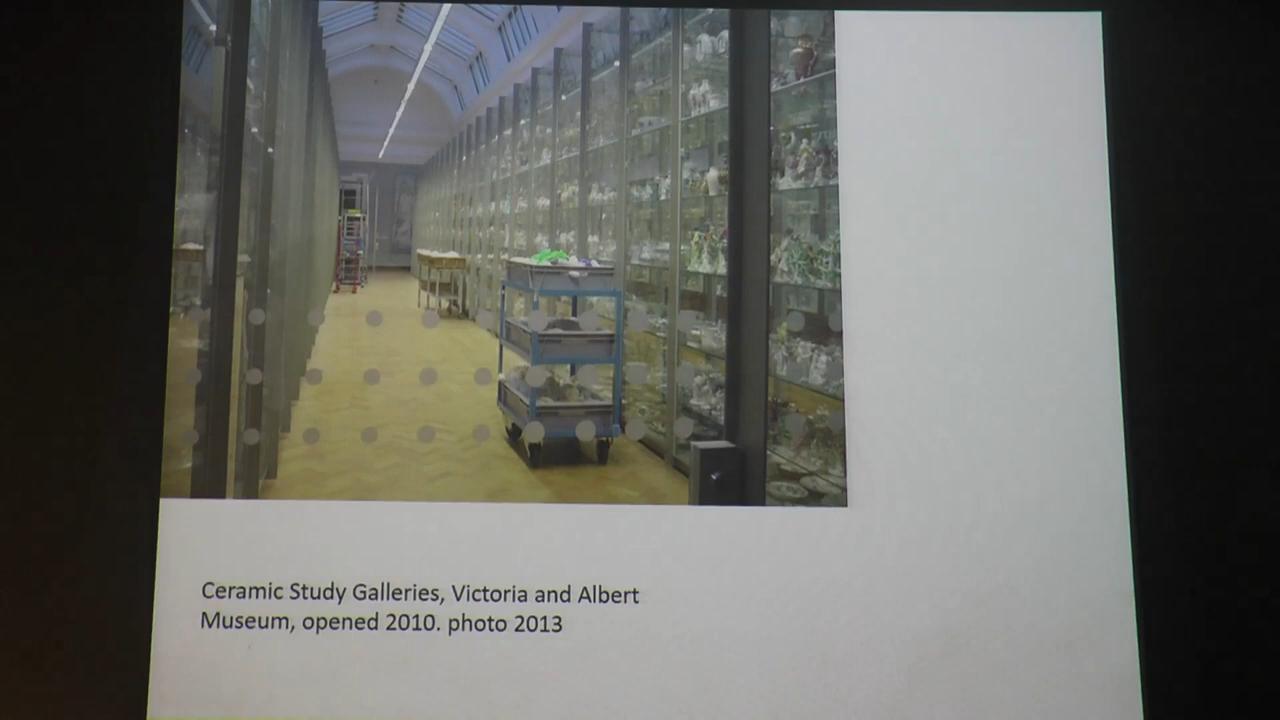 Ceramic Study Galleries, Victoria and Albert
Museum, opened 2010. photo 2013